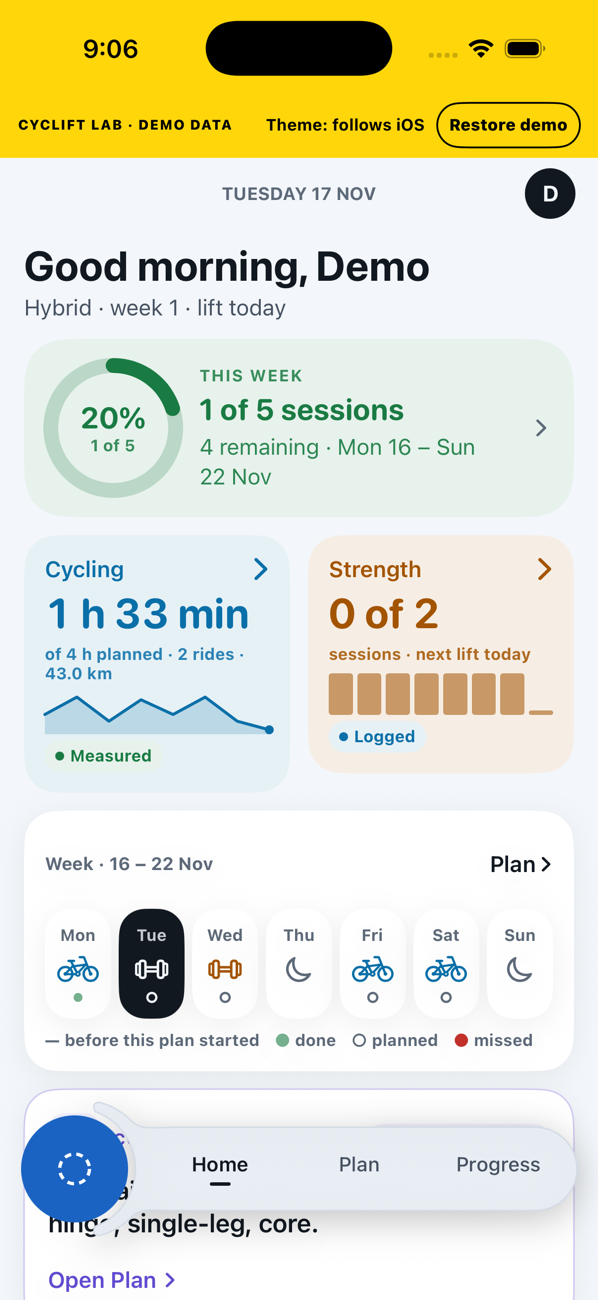 9:06
CYCLIFT LAB · DEMO DATA
Theme: follows iOS
Restore demo
TUESDAY 17 NOV
D
Good morning, Demo
Hybrid · week 1 · lift today
20%
1 of 5
THIS WEEK
1 of 5 sessions
4 remaining · Mon 16 – Sun
22 Nov
Cycling
1 h 33 min
of 4 h planned · 2 rides ·
43.0 km
Measured
Strength
0 of 2
sessions · next lift today
Logged
Week · 16 – 22 Nov
Plan
Mon
Tue
Wed
Thu
Fri
Sat
Sun
— before this plan started
done
planned
missed
Home
Plan
Progress
single-leg, core.
Open Plan